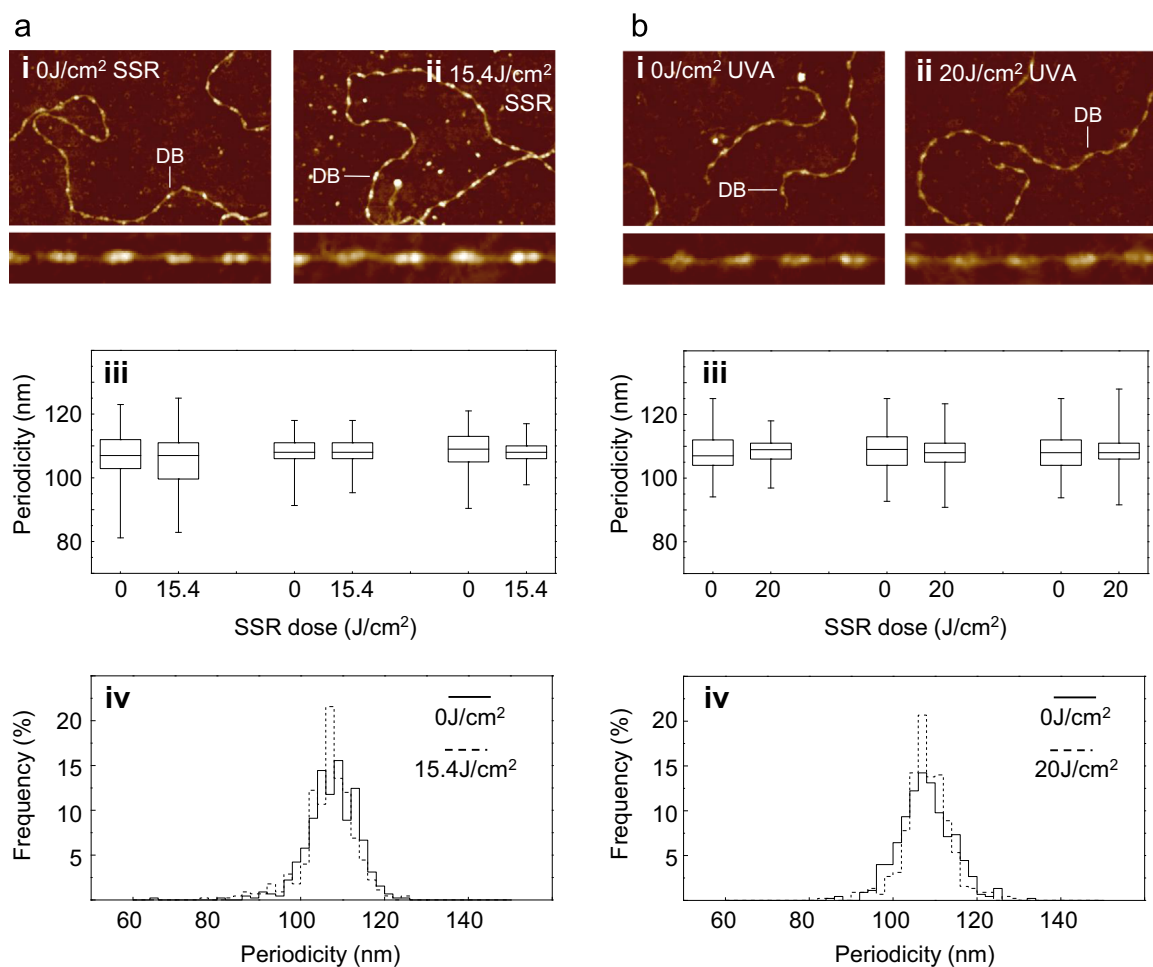 a
i 0J/cm² SSR
ii 15.4J/cm²
SSR
DB
DB
iii
Periodicity (nm)
120
100
80
0 15.4 0 15.4 0 15.4
SSR dose (J/cm²)
iv
Frequency (%)
20
15
10
5
0J/cm²
15.4J/cm²
60 80 100 120 140
Periodicity (nm)
b
i 0J/cm² UVA
ii 20J/cm² UVA
DB
DB
iii
Periodicity (nm)
120
100
80
0 20 0 20 0 20
SSR dose (J/cm²)
iv
Frequency (%)
20
15
10
5
0J/cm²
20J/cm²
60 80 100 120 140
Periodicity (nm)